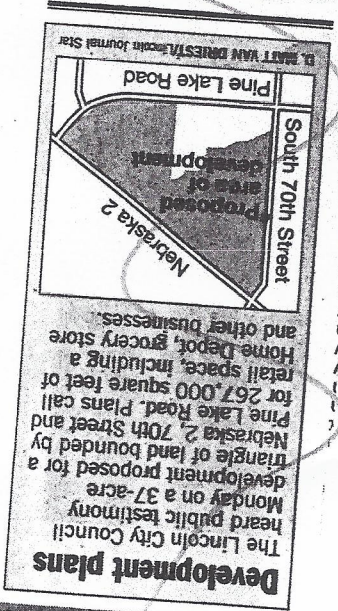 Development plans
The Lincoln City Council
heard public testimony
Monday on a 37-acre
development proposed for a
triangle of land bounded by
Nebraska 2, 70th Street and
Pine Lake Road. Plans call
for 267,000 square feet of
retail space, including a
Home Depot, grocery store
and other businesses.
South 70th Street
Nebraska 2
Proposed
area of
development
Pine Lake Road
D. MATT VAN DRIEST/Lincoln Journal Star